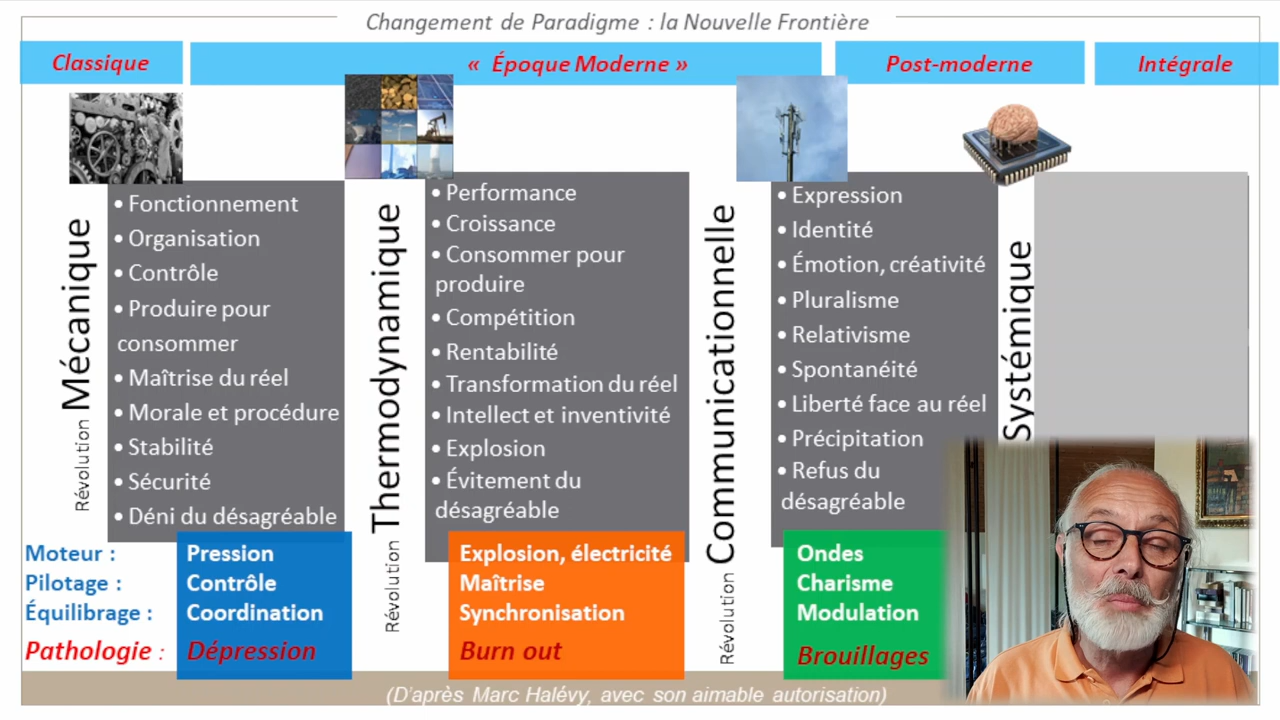 Changement de Paradigme : la Nouvelle Frontière
Classique
« Époque Moderne »
Post-moderne
Intégrale
Révolution Mécanique
• Fonctionnement
• Organisation
• Contrôle
• Produire pour
consommer
• Maîtrise du réel
• Morale et procédure
• Stabilité
• Sécurité
• Déni du désagréable
Révolution Thermodynamique
• Performance
• Croissance
• Consommer pour
produire
• Compétition
• Rentabilité
• Transformation du réel
• Intellect et inventivité
• Explosion
• Évitement du
désagréable
Révolution Communicationnelle
• Expression
• Identité
• Émotion, créativité
• Pluralisme
• Relativisme
• Spontanéité
• Liberté face au réel
• Précipitation
• Refus du
désagréable
Systémique
Moteur :
Pilotage :
Équilibrage :
Pathologie :
Pression
Contrôle
Coordination
Dépression
Explosion, électricité
Maîtrise
Synchronisation
Burn out
Ondes
Charisme
Modulation
Brouillages
(D'après Marc Halévy, avec son aimable autorisation)